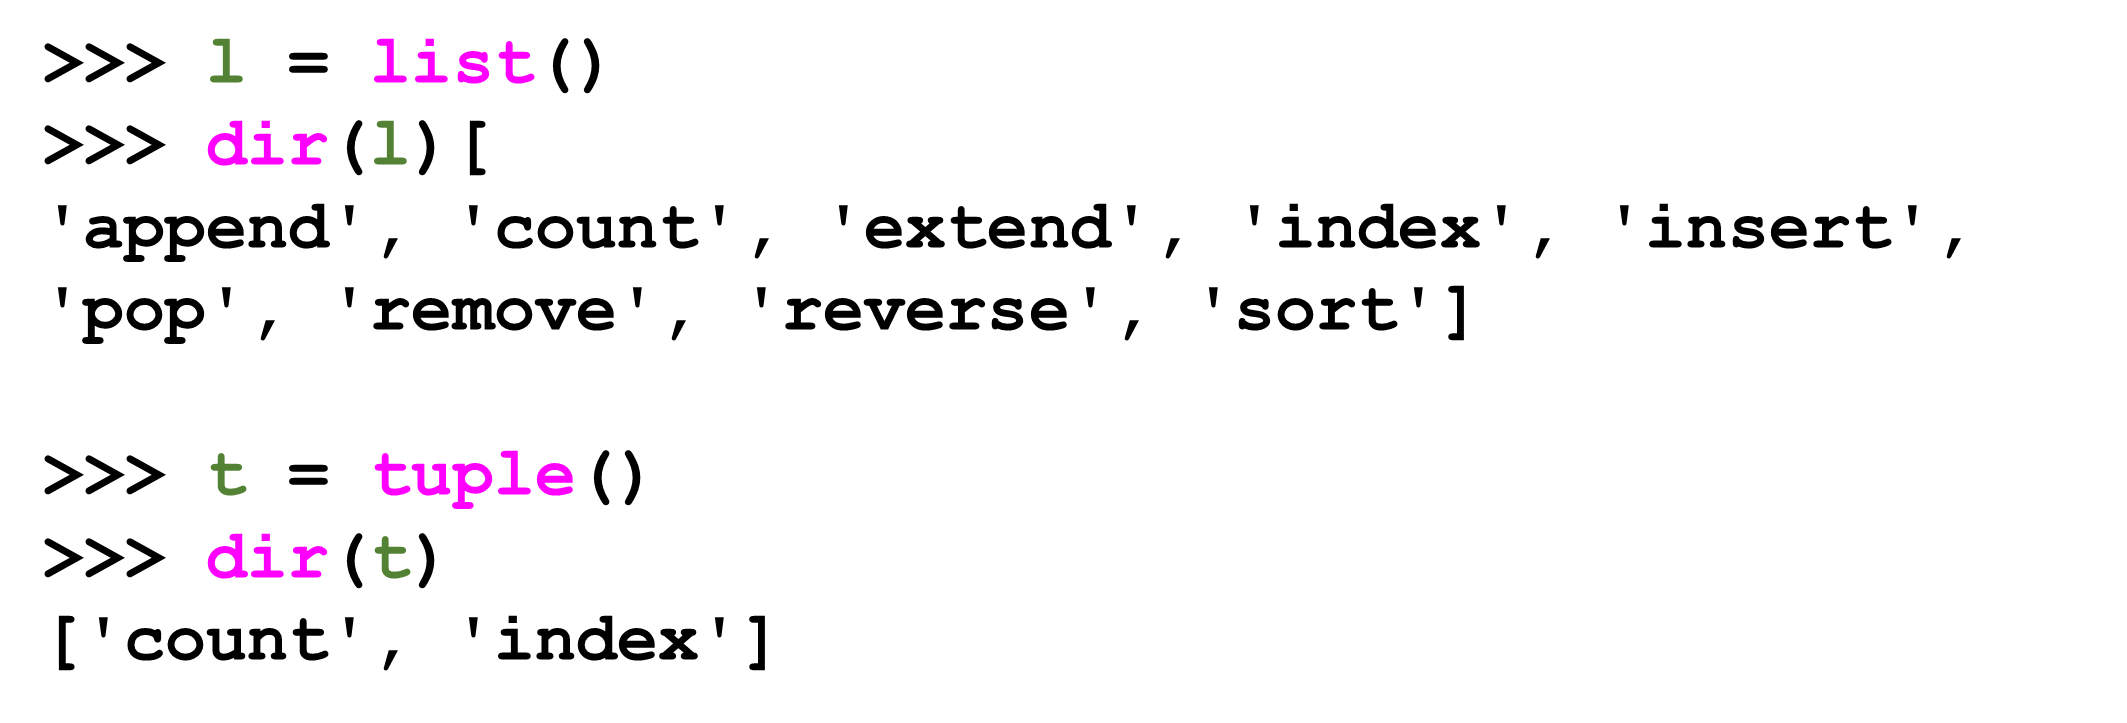 >>> l = list()
>>> dir(l)[
'append', 'count', 'extend', 'index', 'insert',
'pop', 'remove', 'reverse', 'sort']
>>> t = tuple()
>>> dir(t)
['count', 'index']